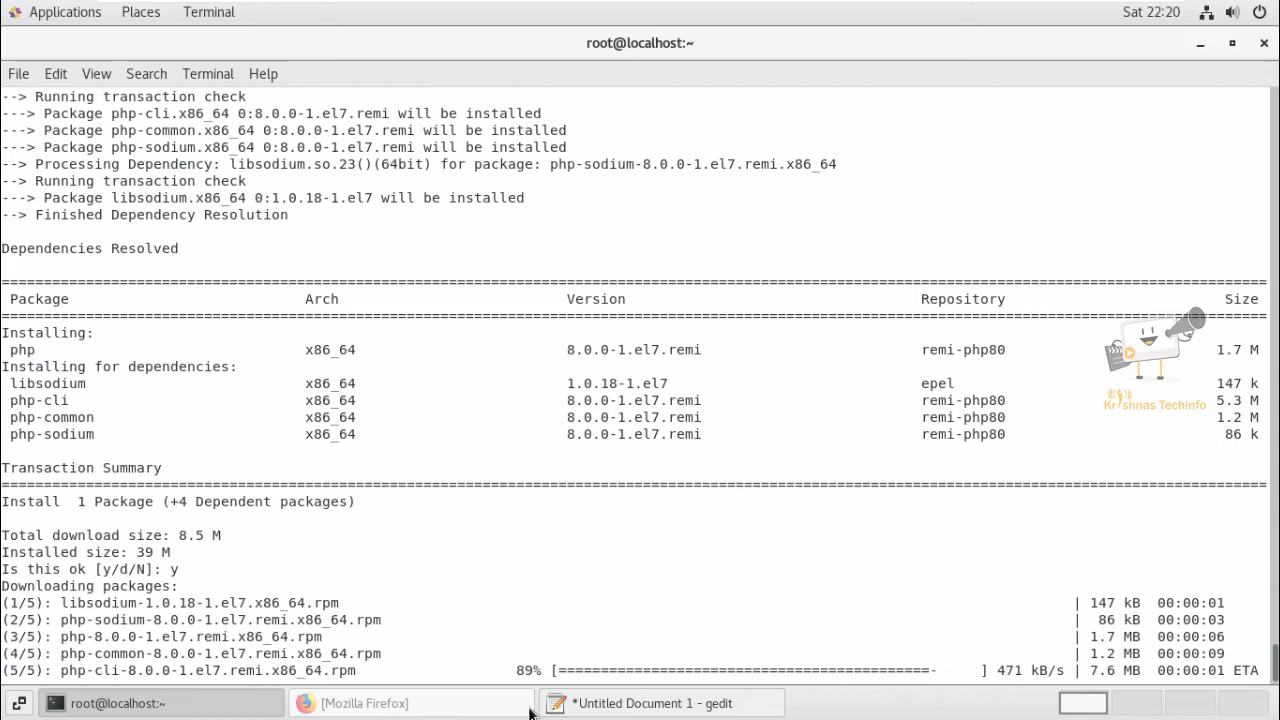 Applications Places Terminal Sat 22:20
root@localhost:~
File Edit View Search Terminal Help
--> Running transaction check
---> Package php-cli.x86_64 0:8.0.0-1.el7.remi will be installed
---> Package php-common.x86_64 0:8.0.0-1.el7.remi will be installed
---> Package php-sodium.x86_64 0:8.0.0-1.el7.remi will be installed
--> Processing Dependency: libsodium.so.23()(64bit) for package: php-sodium-8.0.0-1.el7.remi.x86_64
--> Running transaction check
---> Package libsodium.x86_64 0:1.0.18-1.el7 will be installed
--> Finished Dependency Resolution
Dependencies Resolved
Package Arch Version Repository Size
Installing:
php x86_64 8.0.0-1.el7.remi remi-php80 1.7 M
Installing for dependencies:
libsodium x86_64 1.0.18-1.el7 epel 147 k
php-cli x86_64 8.0.0-1.el7.remi remi-php80 5.3 M
Krishnas Techinfo
php-common x86_64 8.0.0-1.el7.remi remi-php80 1.2 M
php-sodium x86_64 8.0.0-1.el7.remi remi-php80 86 k
Transaction Summary
Install 1 Package (+4 Dependent packages)
Total download size: 8.5 M
Installed size: 39 M
Is this ok [y/d/N]: y
Downloading packages:
(1/5): libsodium-1.0.18-1.el7.x86_64.rpm | 147 kB 00:00:01
(2/5): php-sodium-8.0.0-1.el7.remi.x86_64.rpm | 86 kB 00:00:03
(3/5): php-8.0.0-1.el7.remi.x86_64.rpm | 1.7 MB 00:00:06
(4/5): php-common-8.0.0-1.el7.remi.x86_64.rpm | 1.2 MB 00:00:09
(5/5): php-cli-8.0.0-1.el7.remi.x86_64.rpm 89% [============================================- ] 471 kB/s | 7.6 MB 00:00:01 ETA
root@localhost:~ [Mozilla Firefox] *Untitled Document 1 - gedit